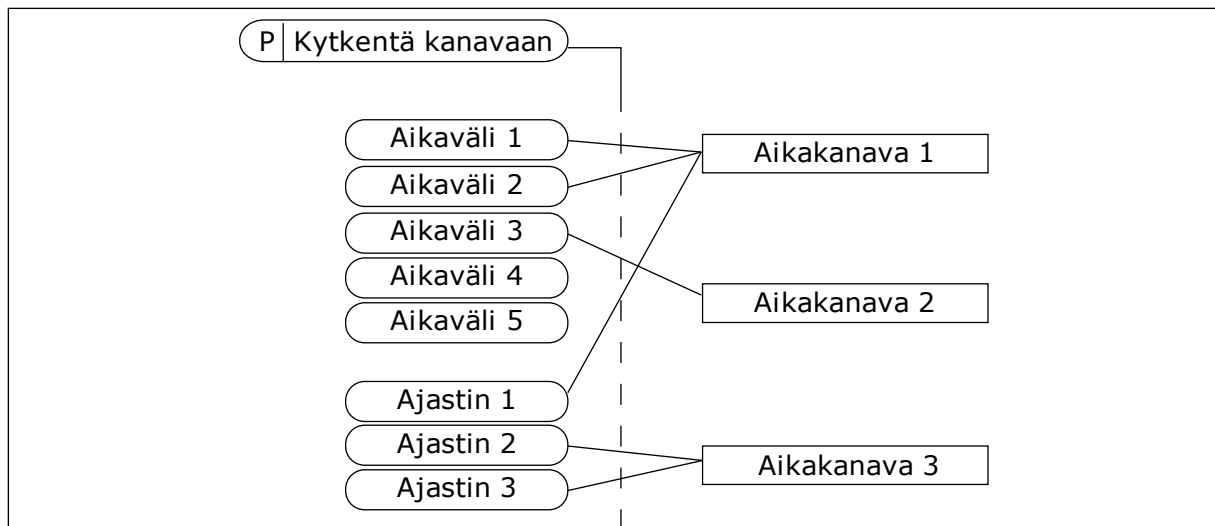 P Kytkentä kanavaan
Aikaväli 1
Aikaväli 2
Aikaväli 3
Aikaväli 4
Aikaväli 5
Ajastin 1
Ajastin 2
Ajastin 3
Aikakanava 1
Aikakanava 2
Aikakanava 3